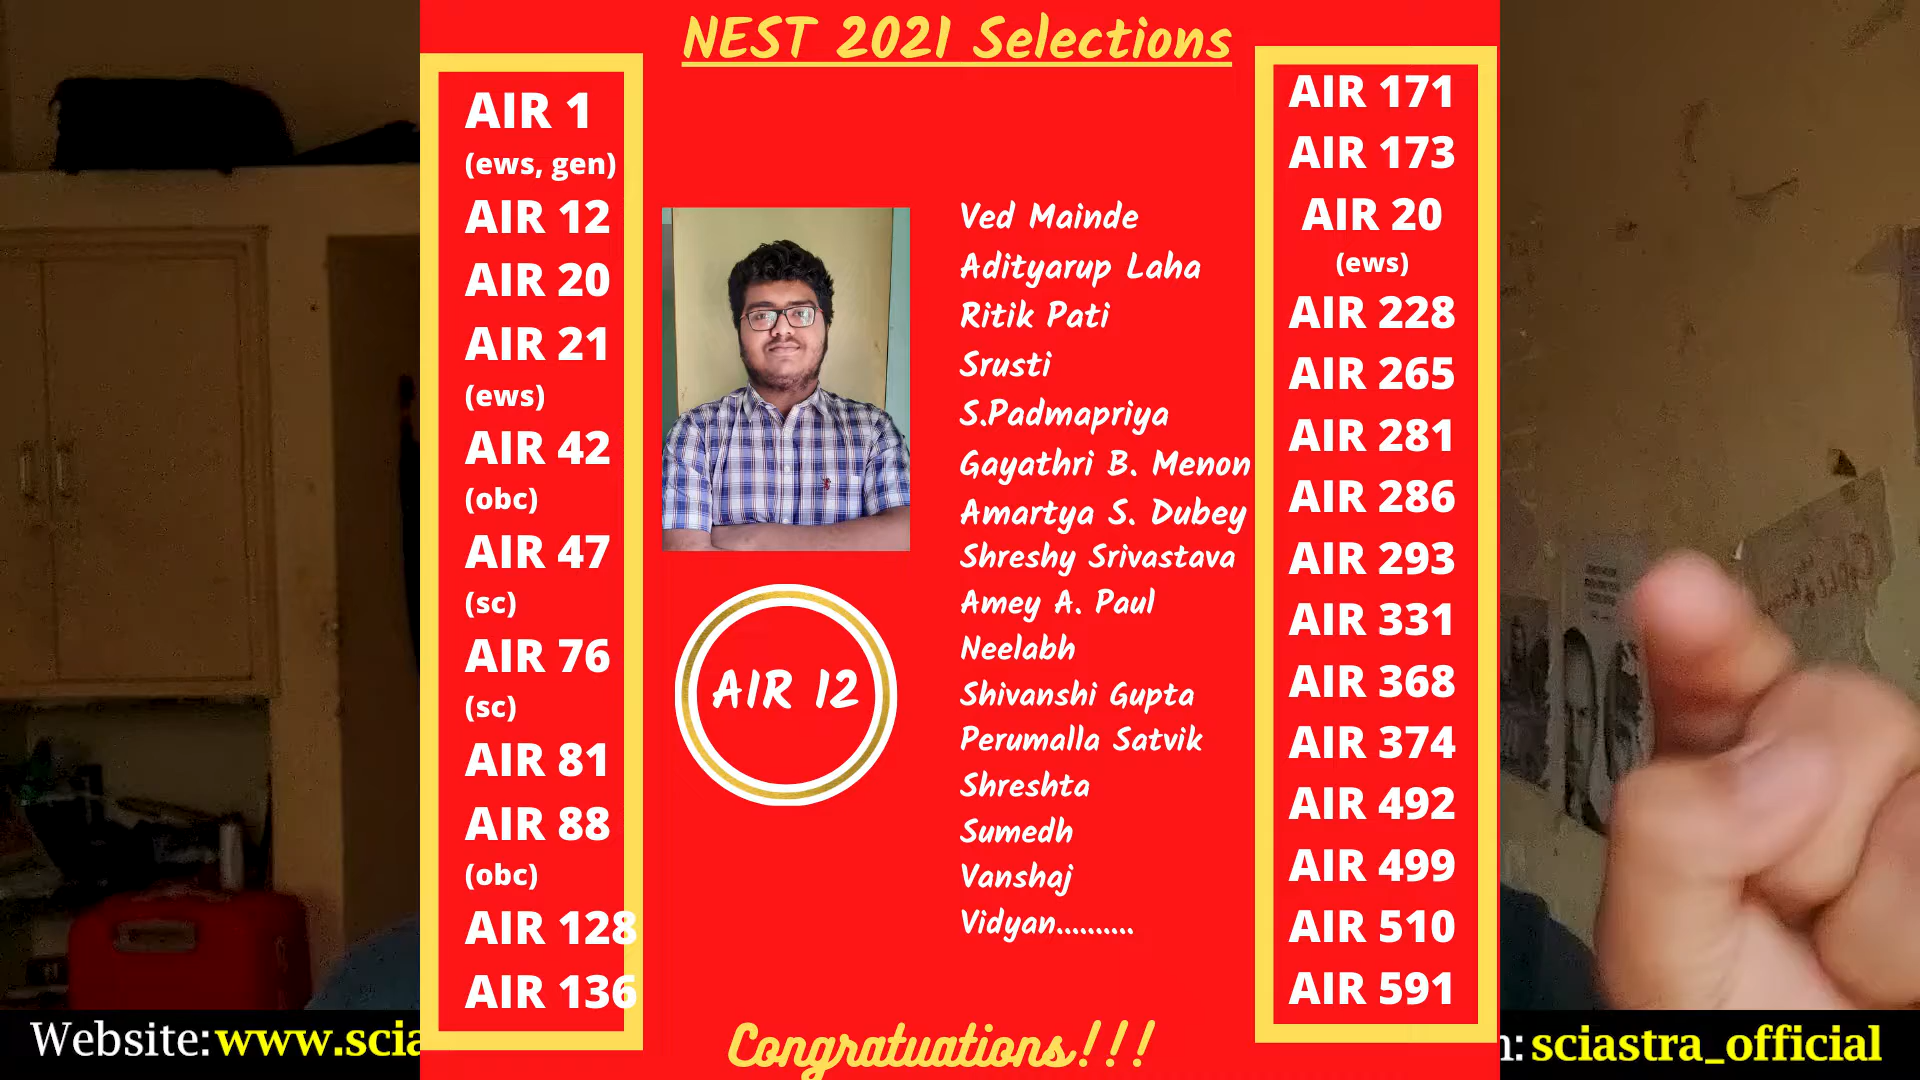 NEST 2021 Selections
AIR 1
(ews, gen)
AIR 12
AIR 20
AIR 21
(ews)
AIR 42
(obc)
AIR 47
(sc)
AIR 76
(sc)
AIR 81
AIR 88
(obc)
AIR 128
AIR 136
AIR 12
Ved Mainde
Adityarup Laha
Ritik Pati
Srusti
S.Padmapriya
Gayathri B. Menon
Amartya S. Dubey
Shreshy Srivastava
Amey A. Paul
Neelabh
Shivanshi Gupta
Perumalla Satvik
Shreshta
Sumedh
Vanshaj
Vidyan..........
AIR 171
AIR 173
AIR 20
(ews)
AIR 228
AIR 265
AIR 281
AIR 286
AIR 293
AIR 331
AIR 368
AIR 374
AIR 492
AIR 499
AIR 510
AIR 591
Congratuations!!!
Website: www.scia
sciastra_official